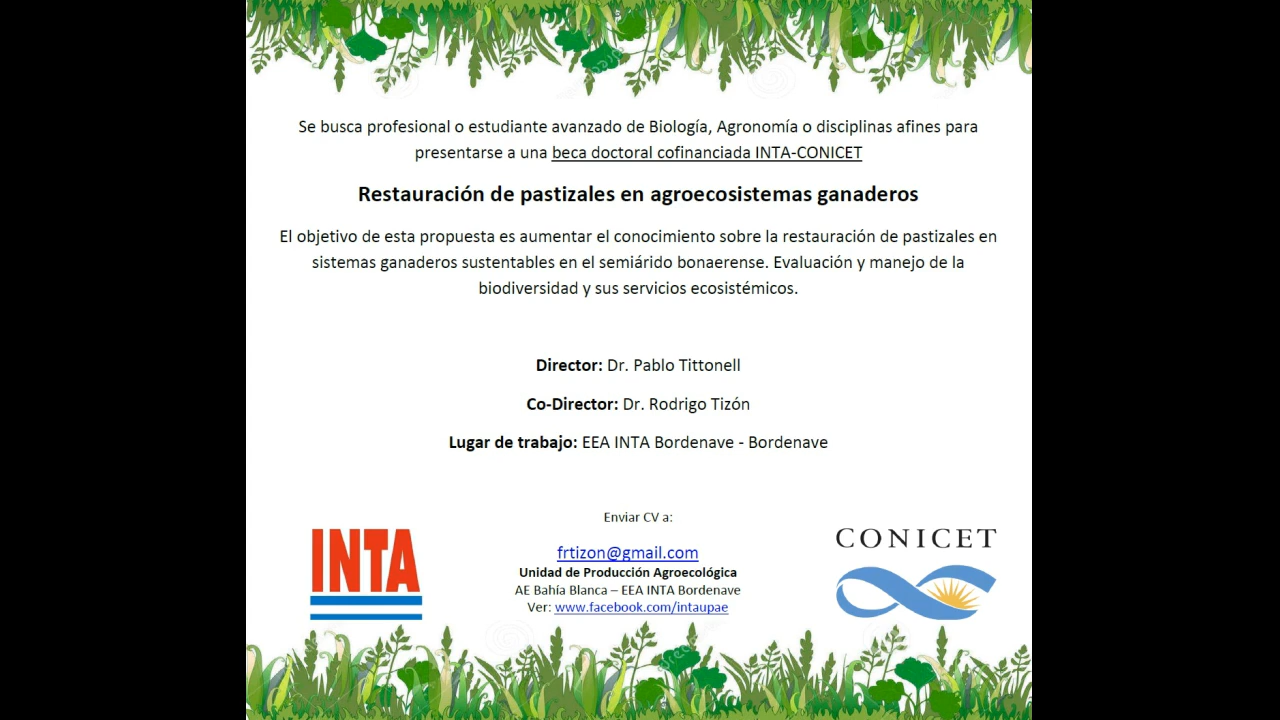 Se busca profesional o estudiante avanzado de Biología, Agronomía o disciplinas afines para
presentarse a una beca doctoral cofinanciada INTA-CONICET
Restauración de pastizales en agroecosistemas ganaderos
El objetivo de esta propuesta es aumentar el conocimiento sobre la restauración de pastizales en
sistemas ganaderos sustentables en el semiárido bonaerense. Evaluación y manejo de la
biodiversidad y sus servicios ecosistémicos.
Director: Dr. Pablo Tittonell
Co-Director: Dr. Rodrigo Tizón
Lugar de trabajo: EEA INTA Bordenave - Bordenave
Enviar CV a:
frtizon@gmail.com
Unidad de Producción Agroecológica
AE Bahía Blanca – EEA INTA Bordenave
Ver: www.facebook.com/intaupae
INTA
CONICET